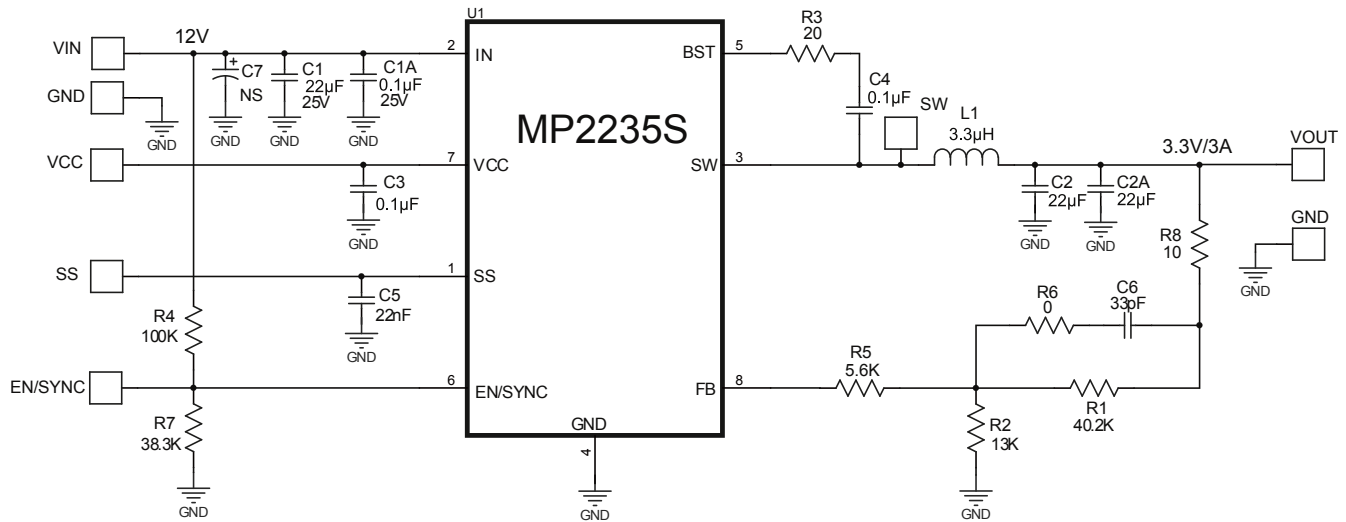 U1
VIN
12V
2
IN
BST
5
R3
20
C7
NS
C1
22µF
25V
C1A
0.1µF
25V
GND
GND
GND
GND
GND
C4
0.1µF
SW
L1
3.3µH
MP2235S
VCC
7
VCC
SW
3
3.3V/3A
VOUT
C3
0.1µF
GND
C2
22µF
C2A
22µF
GND
GND
R8
10
GND
GND
SS
1
SS
C5
22nF
GND
R4
100K
R6
0
C6
33pF
EN/SYNC
6
EN/SYNC
FB
8
R5
5.6K
R1
40.2K
R7
38.3K
GND
GND
4
GND
R2
13K
GND